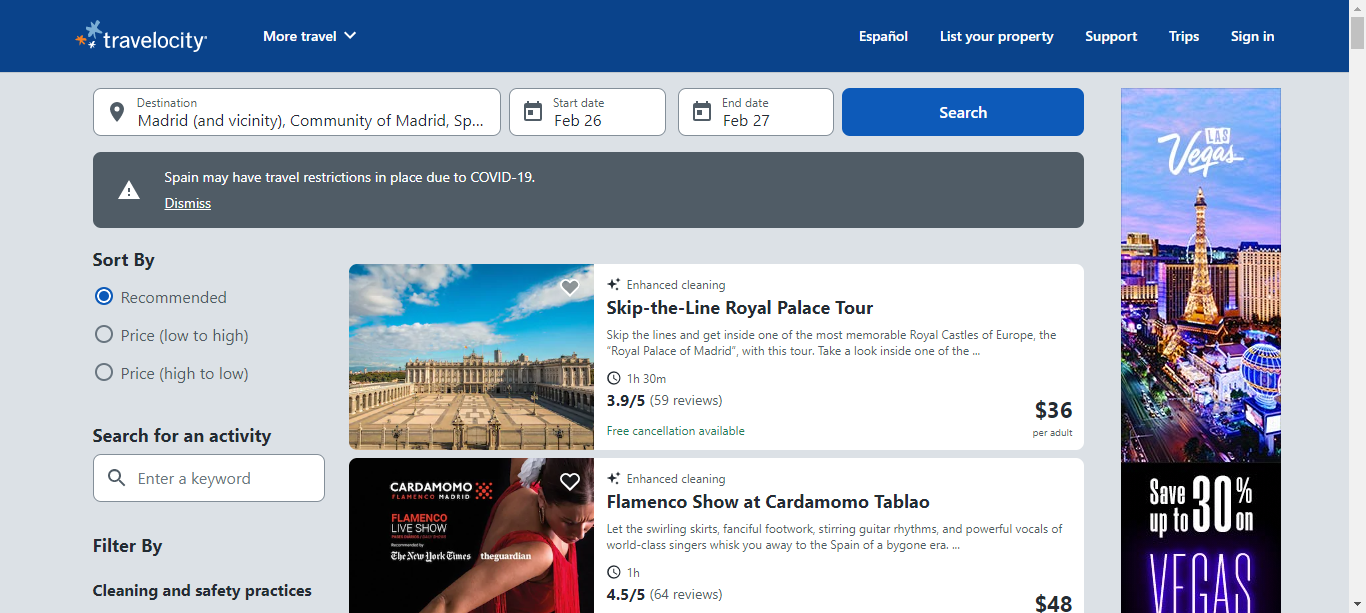 travelocity
More travel
Español
List your property
Support
Trips
Sign in
Destination
Madrid (and vicinity), Community of Madrid, Sp...
Start date
Feb 26
End date
Feb 27
Search
Spain may have travel restrictions in place due to COVID-19.
Dismiss
Sort By
Recommended
Price (low to high)
Price (high to low)
Search for an activity
Enter a keyword
Filter By
Cleaning and safety practices
Enhanced cleaning
Skip-the-Line Royal Palace Tour
Skip the lines and get inside one of the most memorable Royal Castles of Europe, the
“Royal Palace of Madrid”, with this tour. Take a look inside one of the ...
1h 30m
3.9/5 (59 reviews)
Free cancellation available
$36
per adult
CARDAMOMO
FLAMENCO MADRID
FLAMENCO
LIVE SHOW
Recommended by
The New York Times theguardian
Enhanced cleaning
Flamenco Show at Cardamomo Tablao
Let the swirling skirts, fanciful footwork, stirring guitar rhythms, and powerful vocals of
world-class singers whisk you away to the Spain of a bygone era. ...
1h
4.5/5 (64 reviews)
$48
LAS
Vegas
Save 30%
up to on
VEGAS